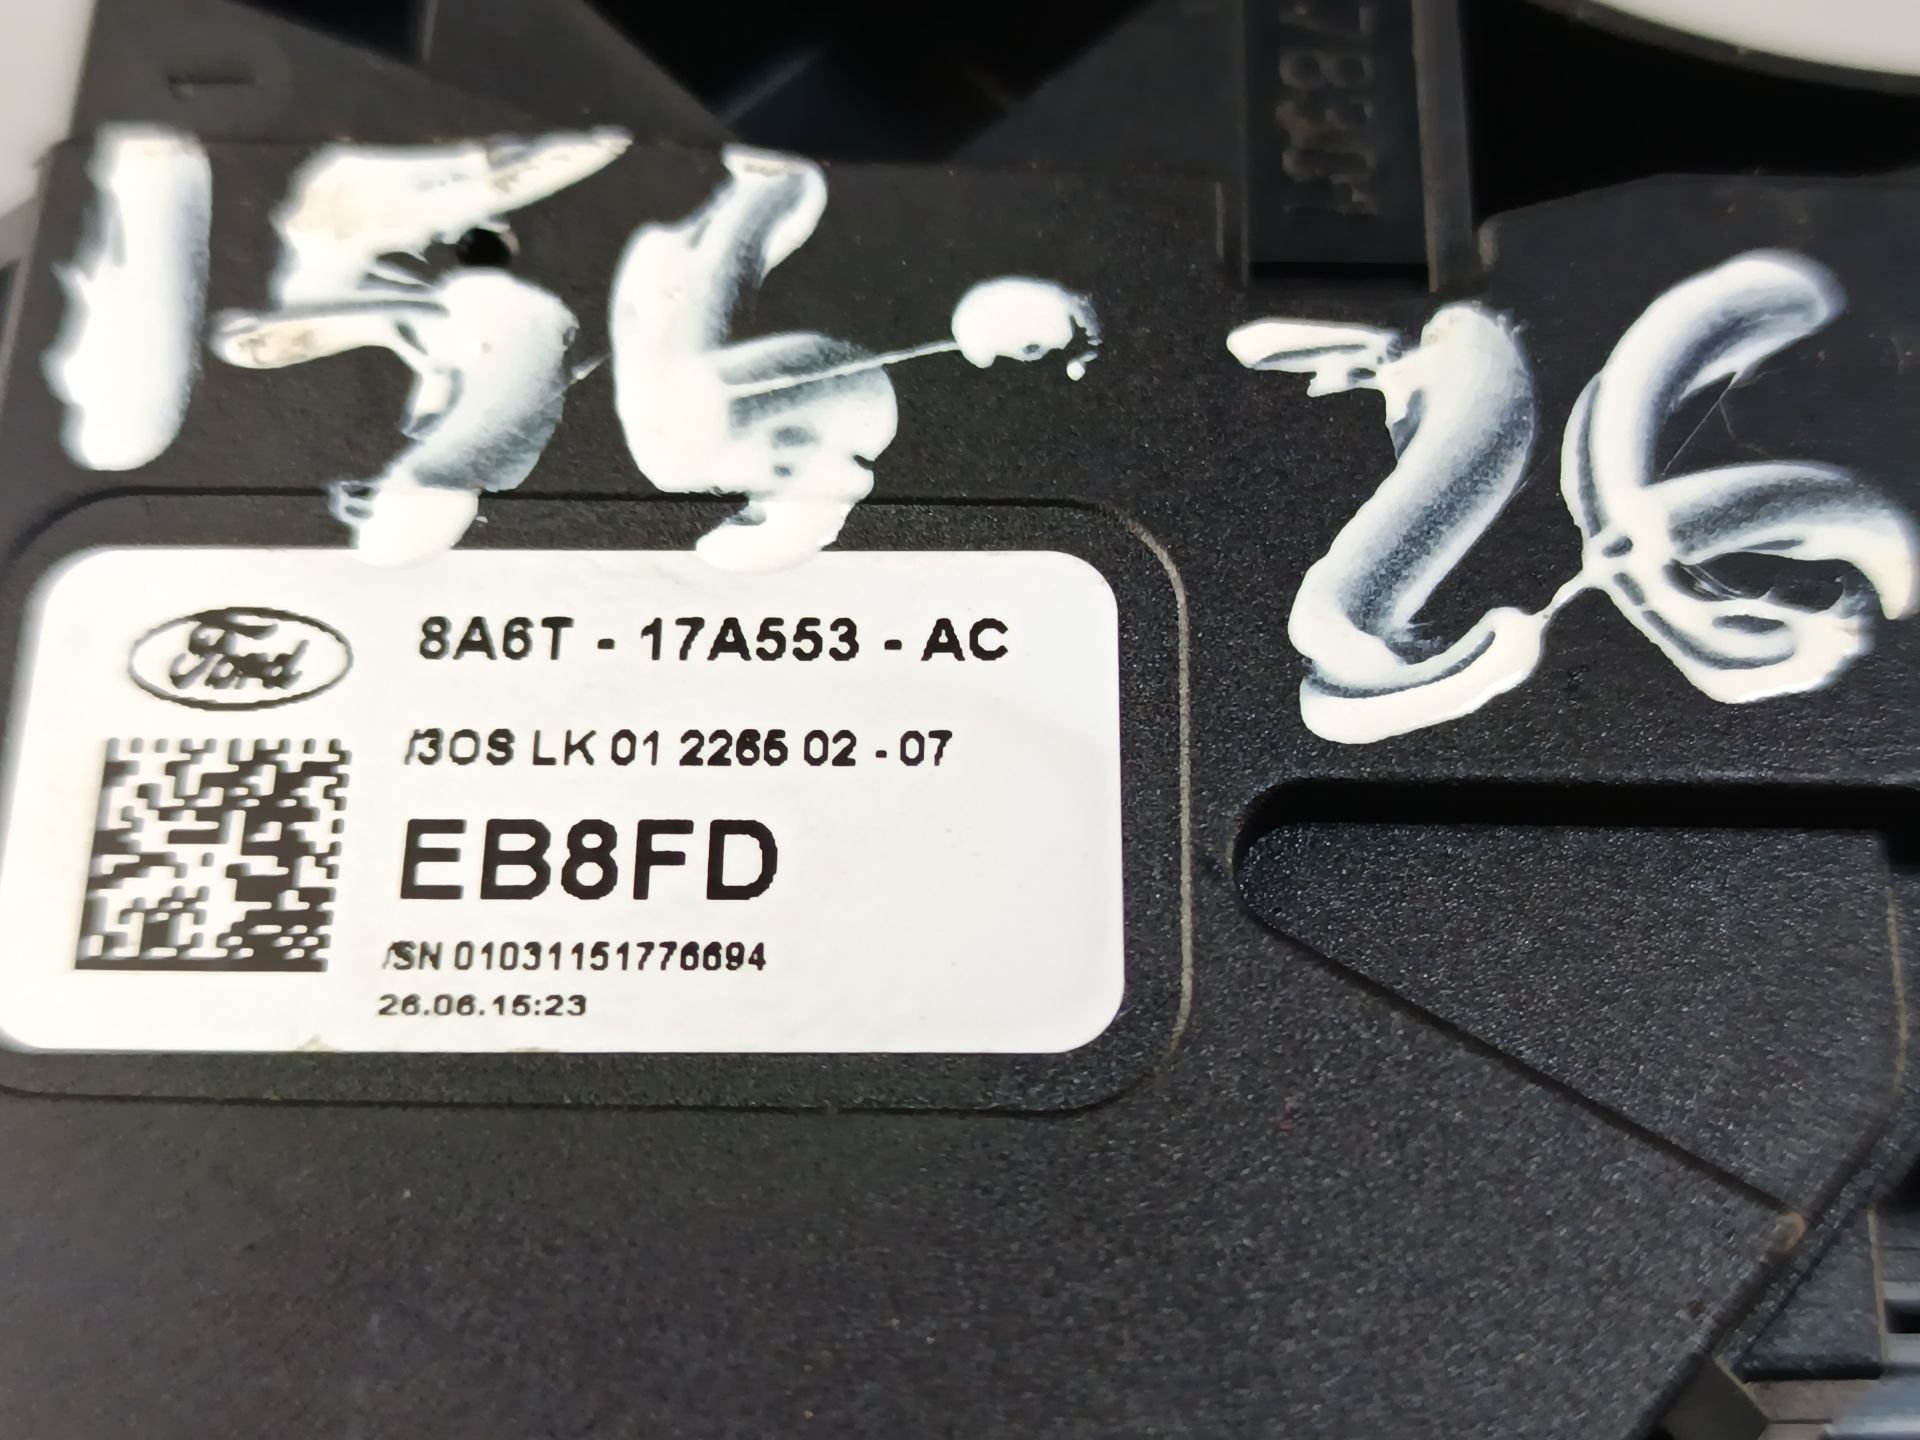 156.26
Ford
8A6T - 17A553 - AC
/3OS LK 01 2265 02 - 07
EB8FD
/SN 01031151776694
26.06.15:23